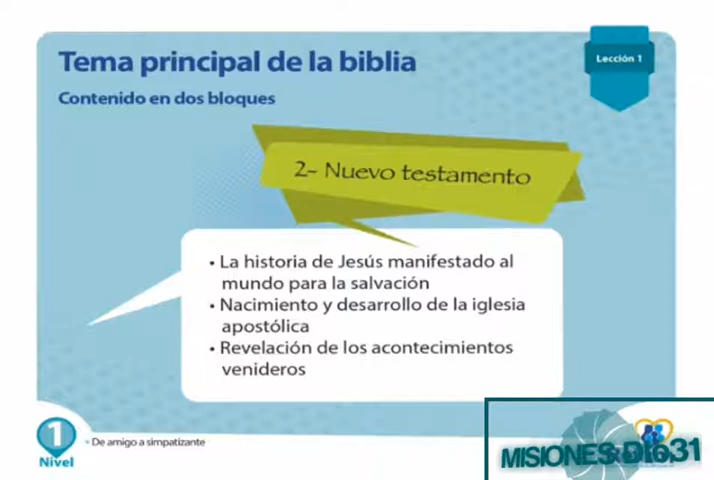 Tema principal de la biblia
Lección 1
Contenido en dos bloques
2- Nuevo testamento
• La historia de Jesús manifestado al
mundo para la salvación
• Nacimiento y desarrollo de la iglesia
apostólica
• Revelación de los acontecimientos
venideros
1
Nivel
• De amigo a simpatizante
MISIONES D1631